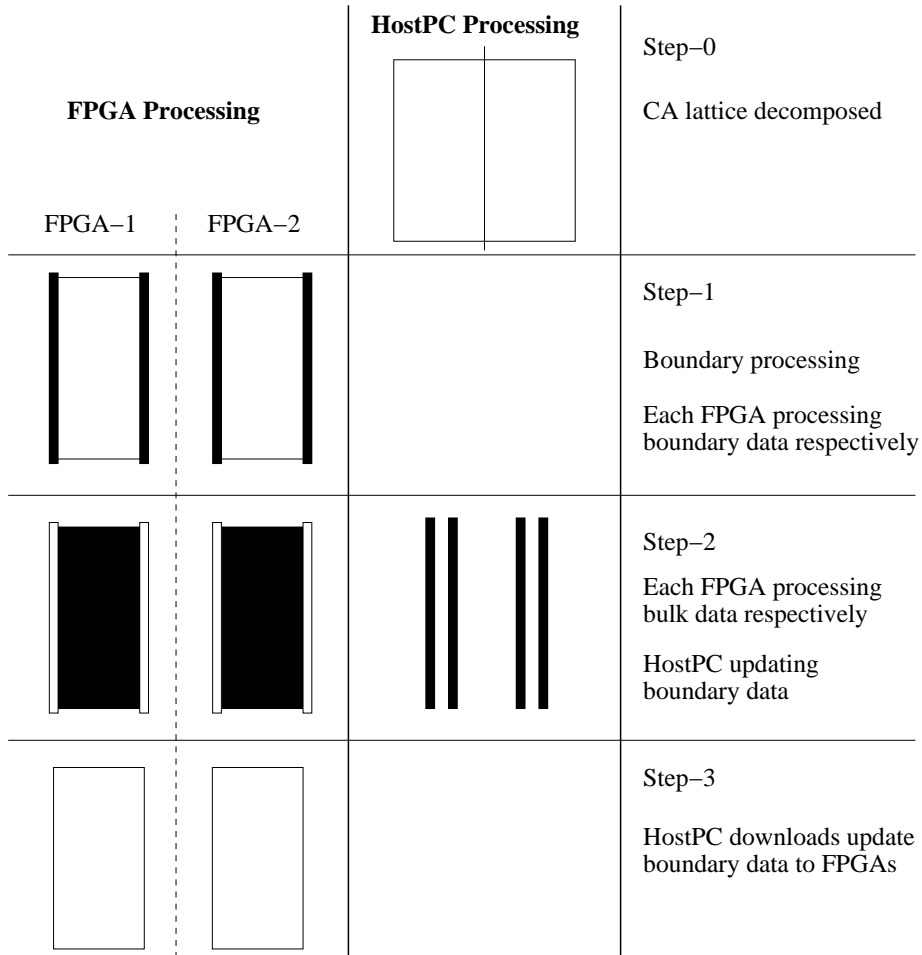 HostPC Processing
Step−0
FPGA Processing
CA lattice decomposed
FPGA−1
FPGA−2
Step−1
Boundary processing
Each FPGA processing
boundary data respectively
Step−2
Each FPGA processing
bulk data respectively
HostPC updating
boundary data
Step−3
HostPC downloads update
boundary data to FPGAs